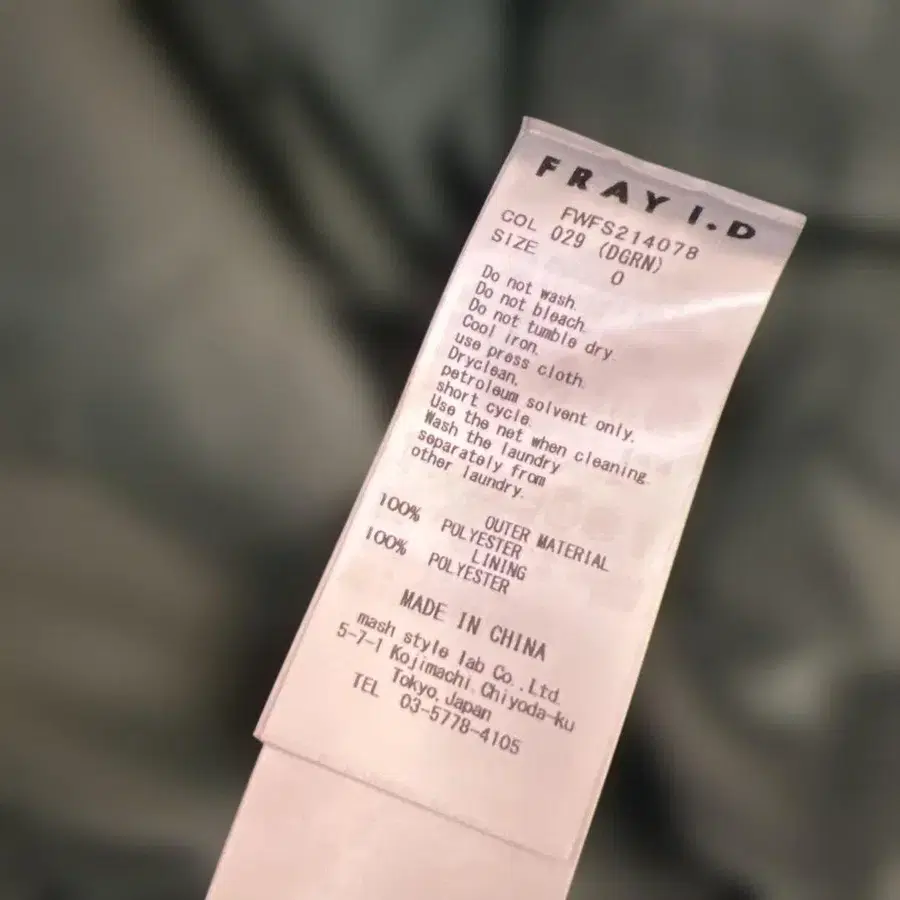 FRAY I.D
FWFS214078
COL 029 (DGRN)
SIZE 0
Do not wash.
Do not bleach.
Do not tumble dry.
Cool iron.
use press cloth.
Dryclean.
petroleum solvent only.
short cycle.
Use the net when cleaning.
Wash the laundry
separately from
other laundry.
OUTER MATERIAL
100% POLYESTER
LINING
100% POLYESTER
MADE IN CHINA
mash style lab Co.,Ltd.
5-7-1 Kojimachi,Chiyoda-ku
Tokyo,Japan
TEL 03-5778-4105